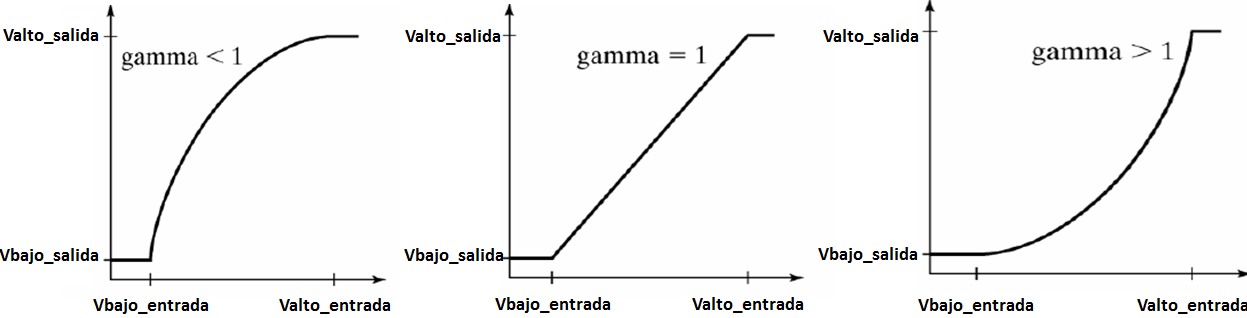 Valto_salida
gamma < 1
Vbajo_salida
Vbajo_entrada
Valto_entrada
Valto_salida
gamma = 1
Vbajo_salida
Vbajo_entrada
Valto_entrada
Valto_salida
gamma > 1
Vbajo_salida
Vbajo_entrada
Valto_entrada